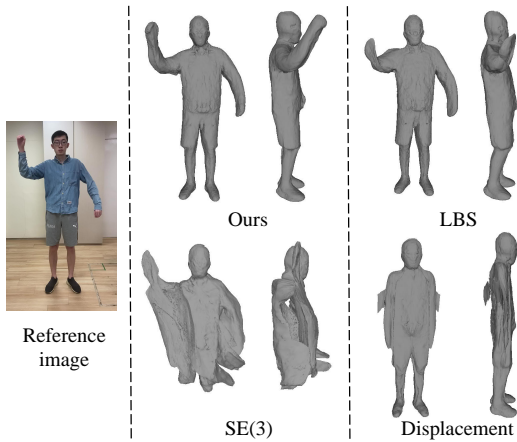 Ours
LBS
Reference
image
SE(3)
Displacement